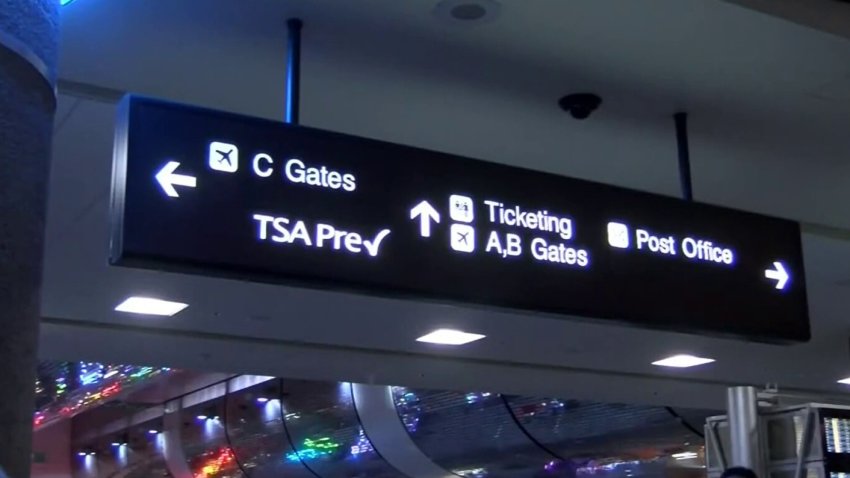 C Gates
TSA Pre✓
Ticketing
A,B Gates
Post Office